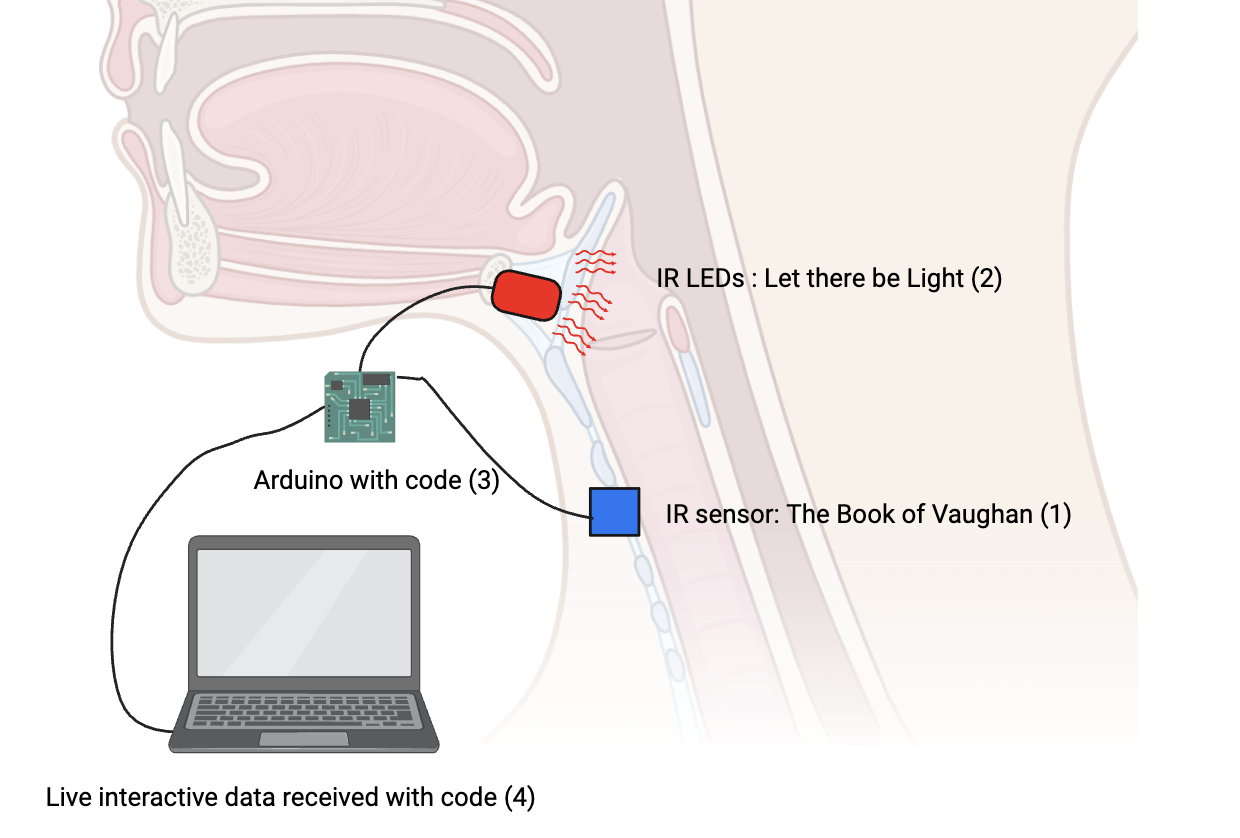 IR LEDs : Let there be Light (2)
Arduino with code (3)
IR sensor: The Book of Vaughan (1)
Live interactive data received with code (4)